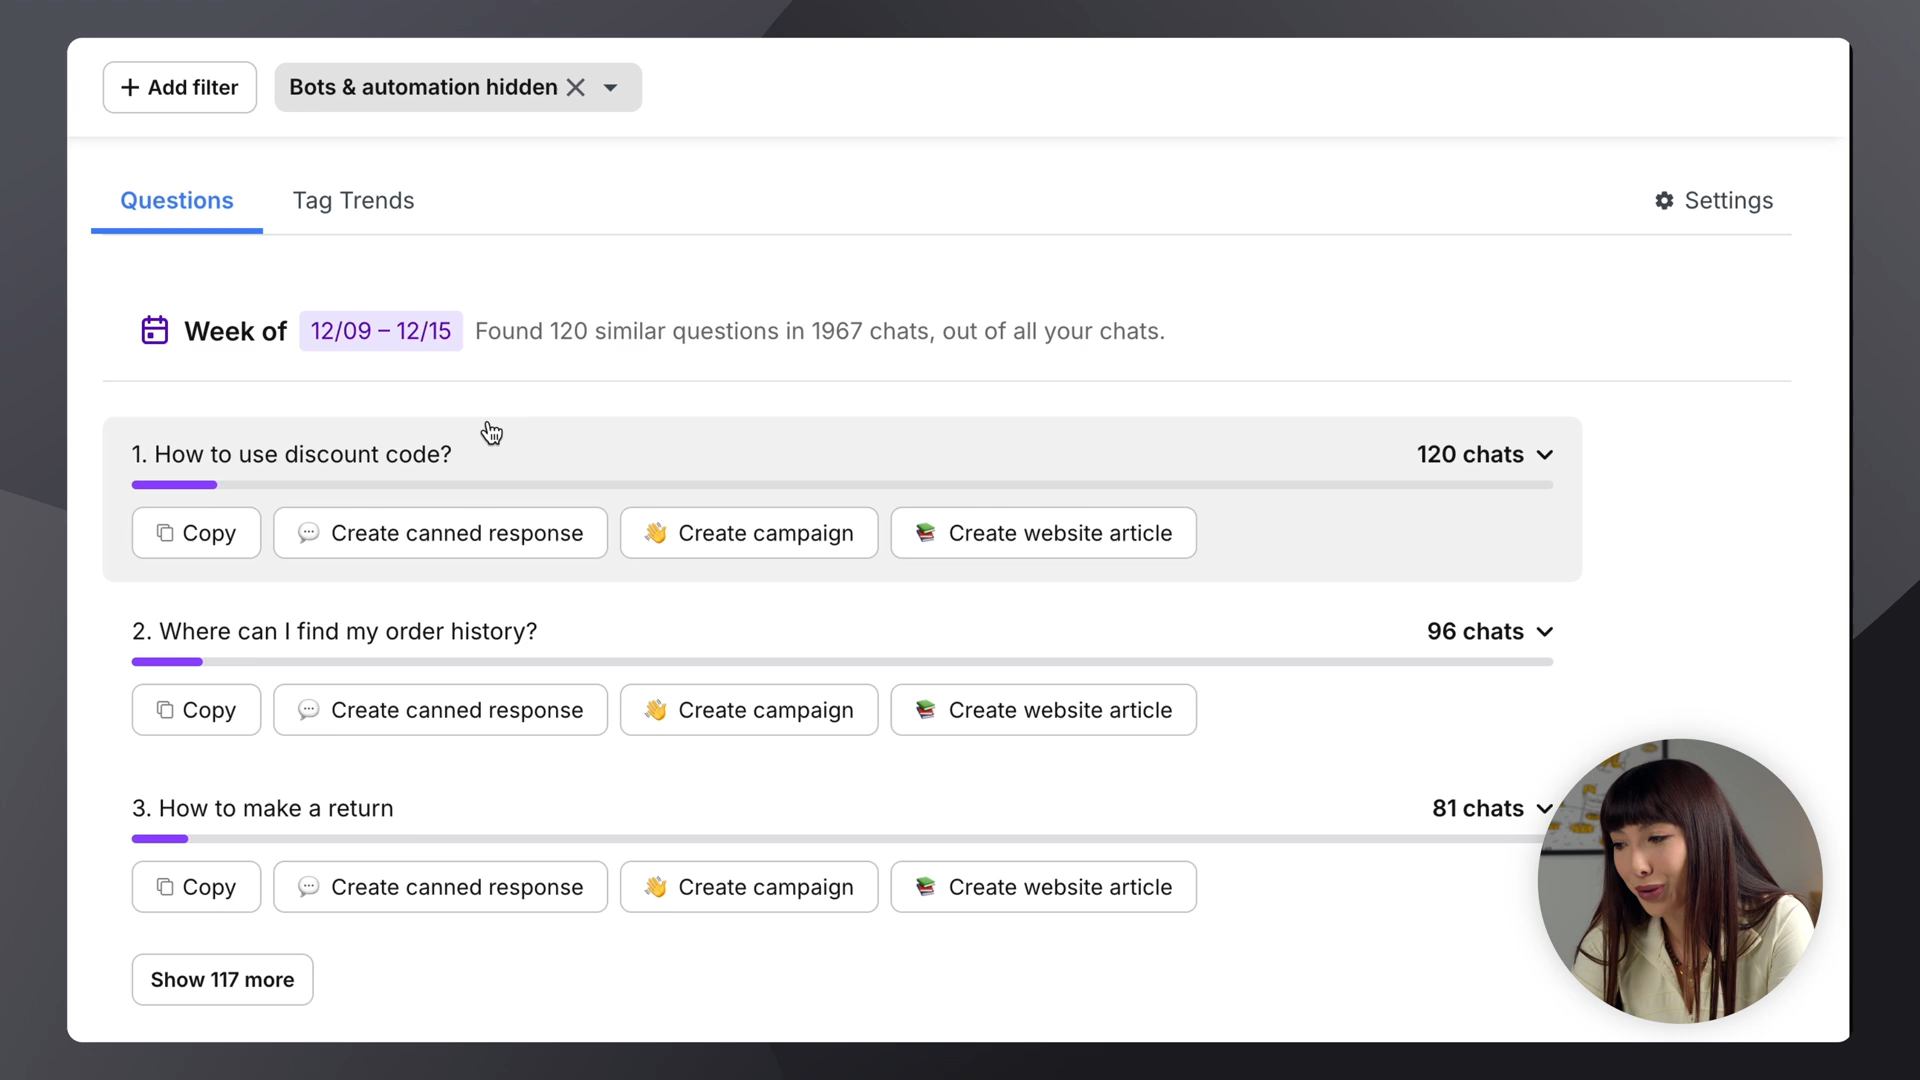 + Add filter
Bots & automation hidden
Questions
Tag Trends
Settings
Week of 12/09 – 12/15 Found 120 similar questions in 1967 chats, out of all your chats.
1. How to use discount code?
120 chats
Copy
Create canned response
Create campaign
Create website article
2. Where can I find my order history?
96 chats
Copy
Create canned response
Create campaign
Create website article
3. How to make a return
81 chats
Copy
Create canned response
Create campaign
Create website article
Show 117 more